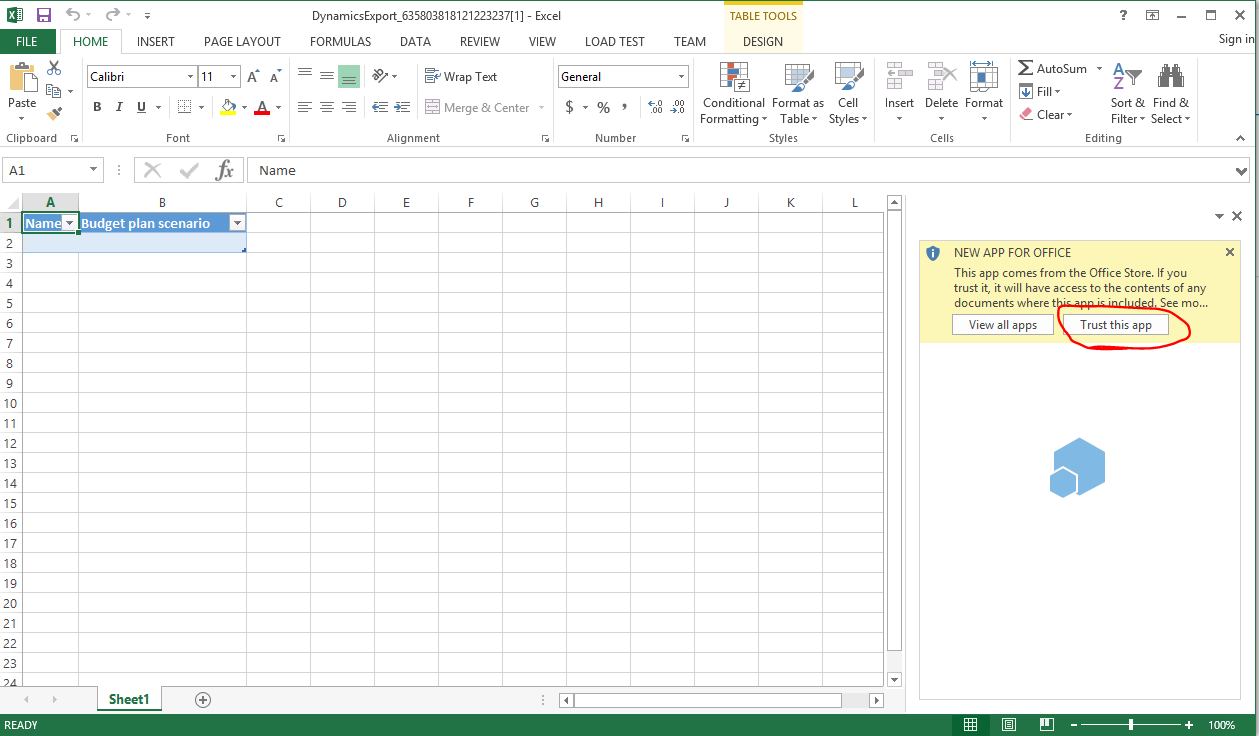 DynamicsExport_635803818121223237[1] - Excel
TABLE TOOLS
?
FILE HOME INSERT PAGE LAYOUT FORMULAS DATA REVIEW VIEW LOAD TEST TEAM DESIGN Sign in
Paste
Clipboard
Calibri 11
B I U A
Font
Wrap Text
Merge & Center
Alignment
General
$ % ,
Number
Conditional Formatting
Format as Table
Cell Styles
Styles
Insert Delete Format
Cells
AutoSum
Fill
Clear
Sort & Filter
Find & Select
Editing
A1 fx Name
A B C D E F G H I J K L
1 Name Budget plan scenario
2
3
4
5
6
7
8
9
10
11
12
13
14
15
16
17
18
19
20
21
22
23
24
NEW APP FOR OFFICE
This app comes from the Office Store. If you
trust it, it will have access to the contents of any
documents where this app is included. See mo...
View all apps Trust this app
Sheet1
READY 100%